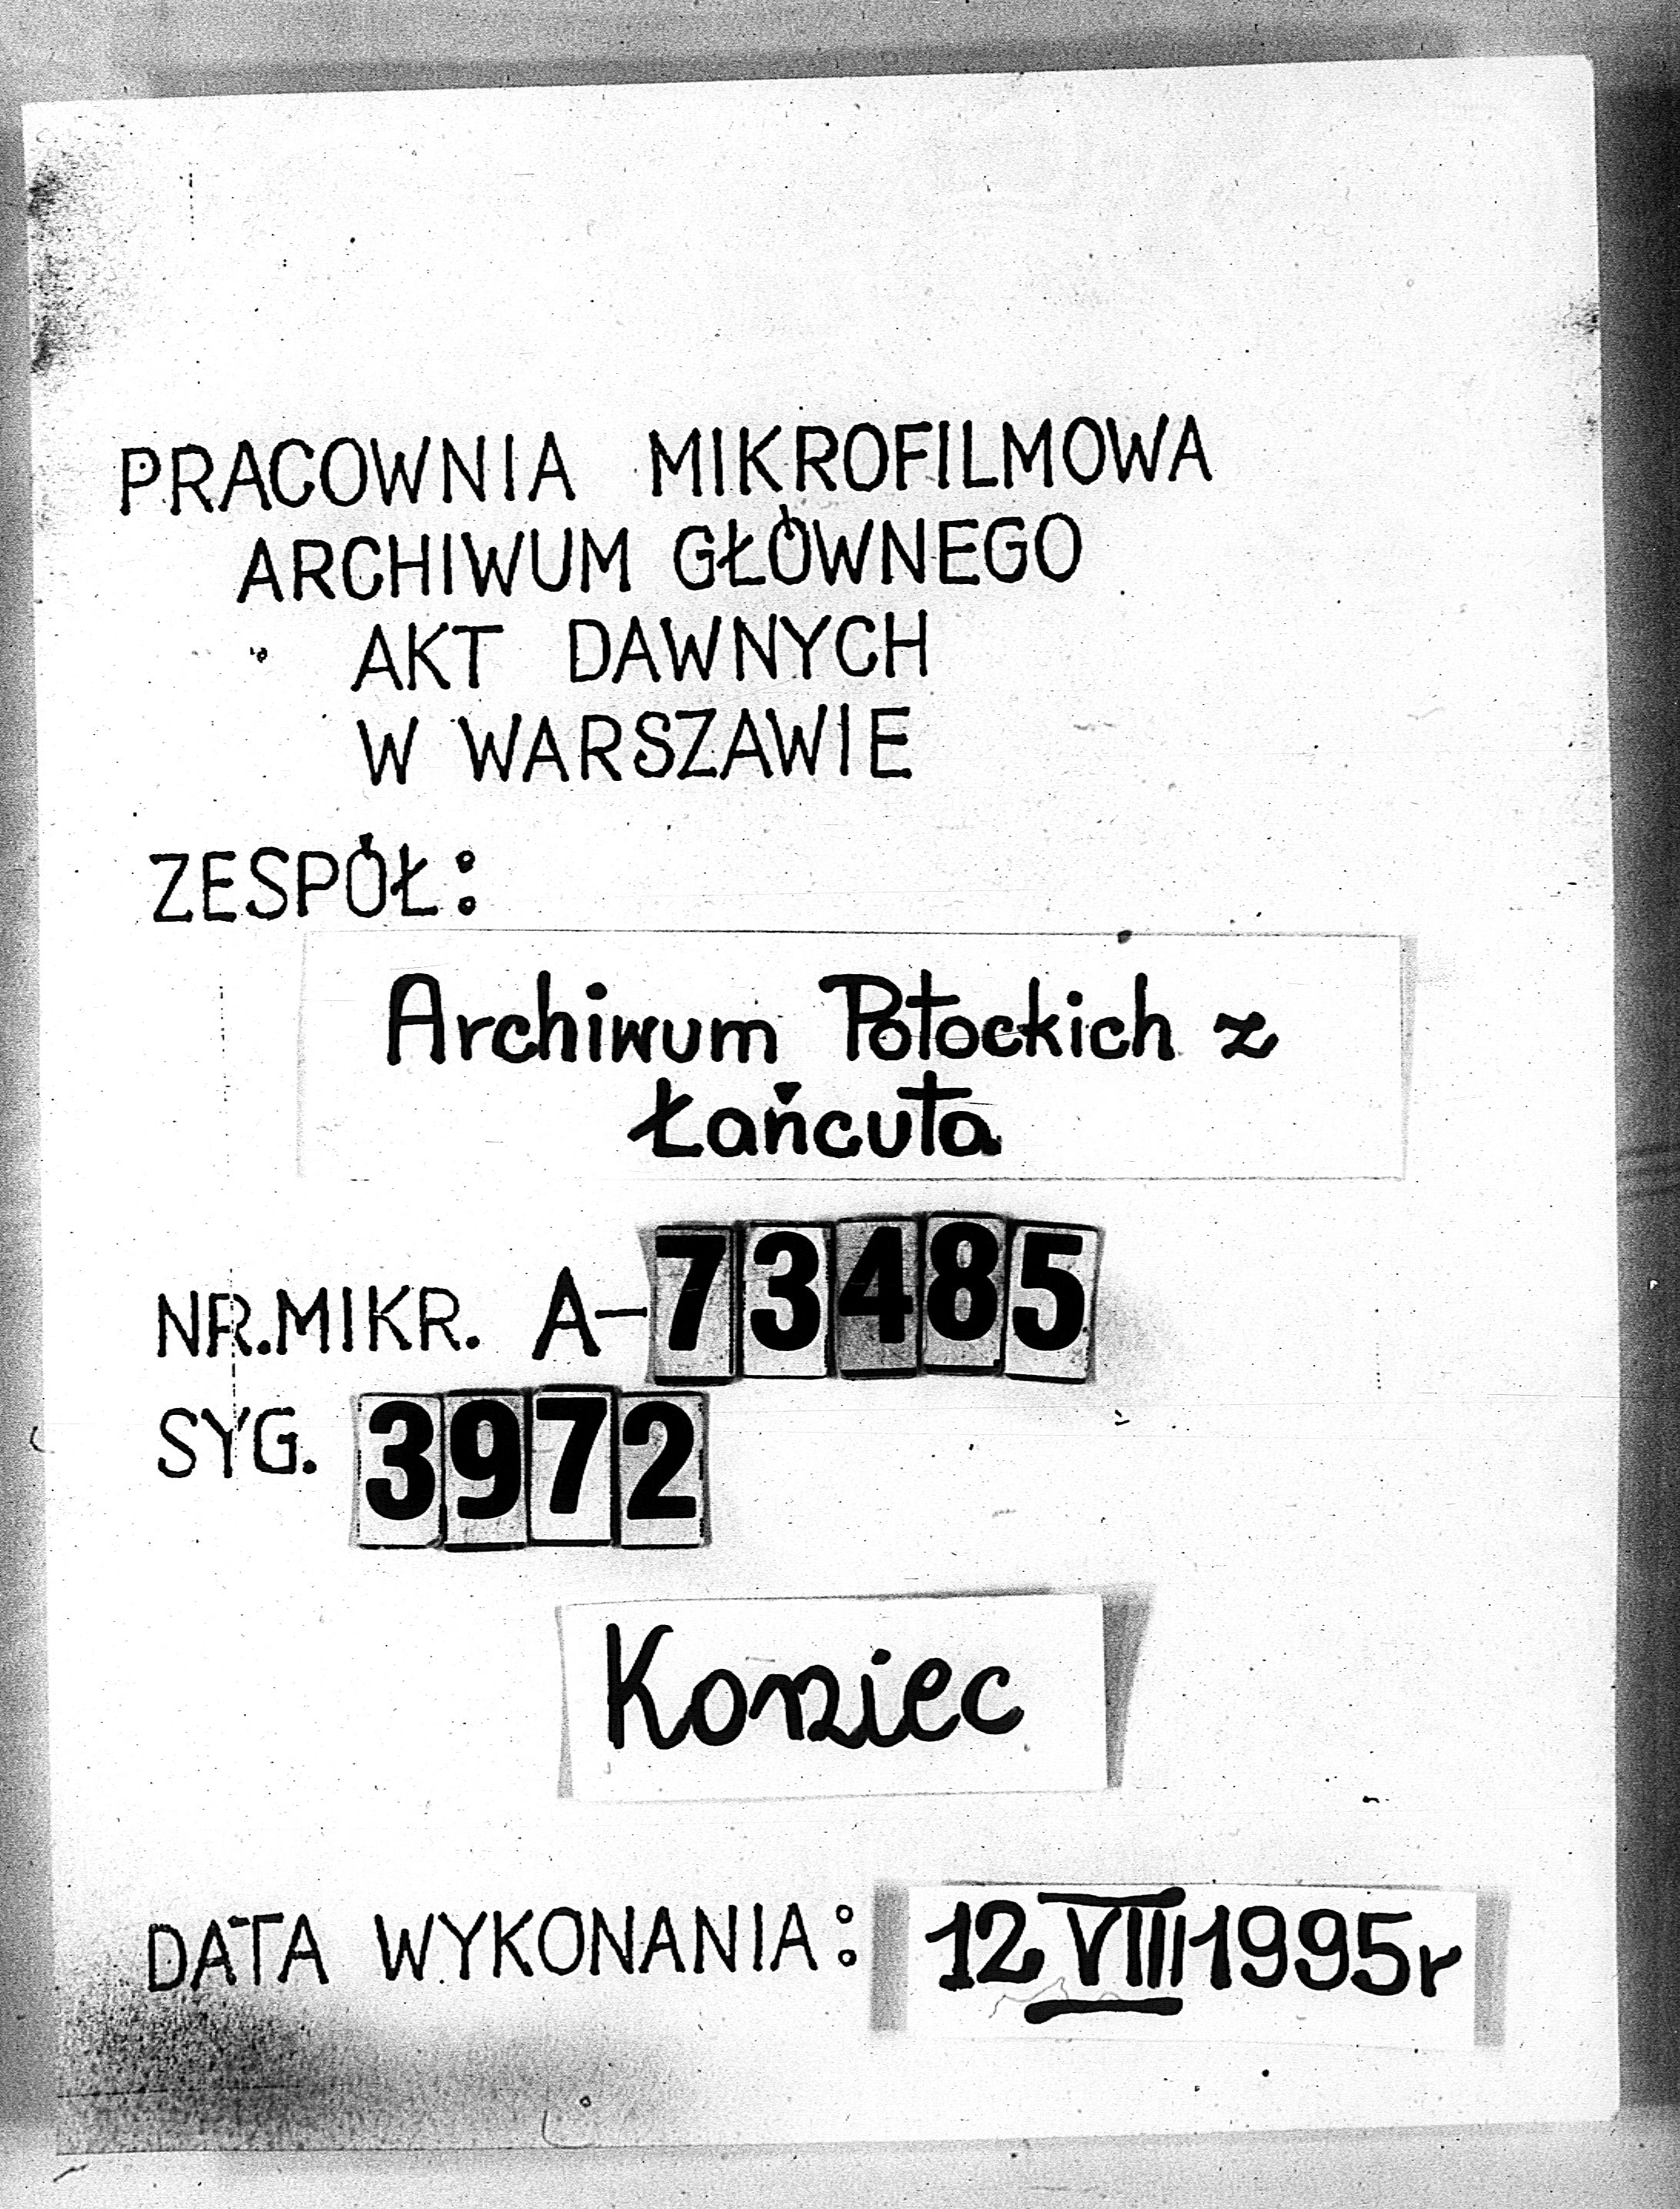 PRACOWNIA MIKROFILMOWA
ARCHIWUM GŁÓWNEGO
AKT DAWNYCH
W WARSZAWIE
ZESPÓŁ:
Archiwum Potockich z
Łańcuta
NR.MIKR. A-73485
SYG. 3972
Koniec
DATA WYKONANIA: 12 VIII 1995r